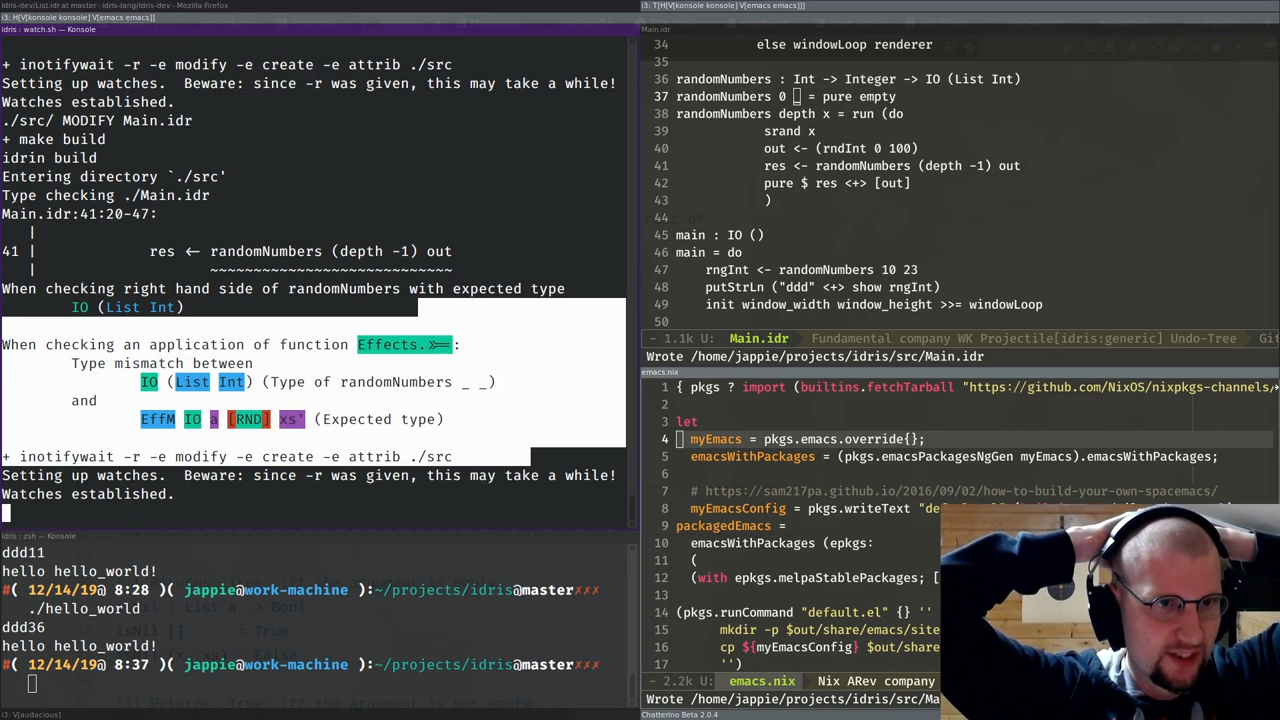 Idris-dev/List.idr at master · idris-lang/Idris-dev - Mozilla Firefox
i3: H[V[konsole konsole] V[emacs emacs]]
idris : watch.sh — Konsole
+ inotifywait -r -e modify -e create -e attrib ./src
Setting up watches.  Beware: since -r was given, this may take a while!
Watches established.
./src/ MODIFY Main.idr
+ make build
idrin build
Entering directory `./src'
Type checking ./Main.idr
Main.idr:41:20-47:
|
41 |            res <- randomNumbers (depth -1) out
|                   ~~~~~~~~~~~~~~~~~~~~~~~~~~~~
When checking right hand side of randomNumbers with expected type
IO (List Int)
When checking an application of function Effects.>>=:
Type mismatch between
IO (List Int) (Type of randomNumbers _ _)
and
EffM IO a [RND] xs' (Expected type)
+ inotifywait -r -e modify -e create -e attrib ./src
Setting up watches.  Beware: since -r was given, this may take a while!
Watches established.
idris : zsh — Konsole
ddd11
hello hello_world!
#( 12/14/19@ 8:28 )( jappie@work-machine ):~/projects/idris@master✗✗✗
./hello_world
ddd36
hello hello_world!
#( 12/14/19@ 8:37 )( jappie@work-machine ):~/projects/idris@master✗✗✗
il : List a -> Bool
isNil []      = True
= False
Returns `True` iff the argument is not empty
i3: V[audacious]
i3: T[H[V[konsole konsole] V[emacs emacs]]]
Main.idr
34            else windowLoop renderer
35
36 randomNumbers : Int -> Integer -> IO (List Int)
37 randomNumbers 0 _ = pure empty
38 randomNumbers depth x = run (do
39             srand x
40             out <- (rndInt 0 100)
41             res <- randomNumbers (depth -1) out
42             pure $ res <+> [out]
43             )
44
45 main : IO ()
46 main = do
47     rngInt <- randomNumbers 10 23
48     putStrLn ("ddd" <+> show rngInt)
49     init window_width window_height >>= windowLoop
50
- 1.1k U:  Main.idr   Fundamental company WK Projectile[idris:generic] Undo-Tree  Git
Wrote /home/jappie/projects/idris/src/Main.idr
emacs.nix
1 { pkgs ? import (builtins.fetchTarball "https://github.com/NixOS/nixpkgs-channels/
2
3 let
4   myEmacs = pkgs.emacs.override{};
5   emacsWithPackages = (pkgs.emacsPackagesNgGen myEmacs).emacsWithPackages;
6
7   # https://sam217pa.github.io/2016/09/02/how-to-build-your-own-spacemacs/
8   myEmacsConfig = pkgs.writeText
9 packagedEmacs =
10   emacsWithPackages (epkgs:
11   (
12   (with epkgs.melpaStablePackages; [
13
14 (pkgs.runCommand "default.el" {} ''
15       mkdir -p $out/share/emacs/site
16       cp ${myEmacsConfig} $out/share
17       '')
- 2.2k U:  emacs.nix   Nix ARev company
Wrote /home/jappie/projects/idris/src/Ma
Chatterino Beta 2.0.4